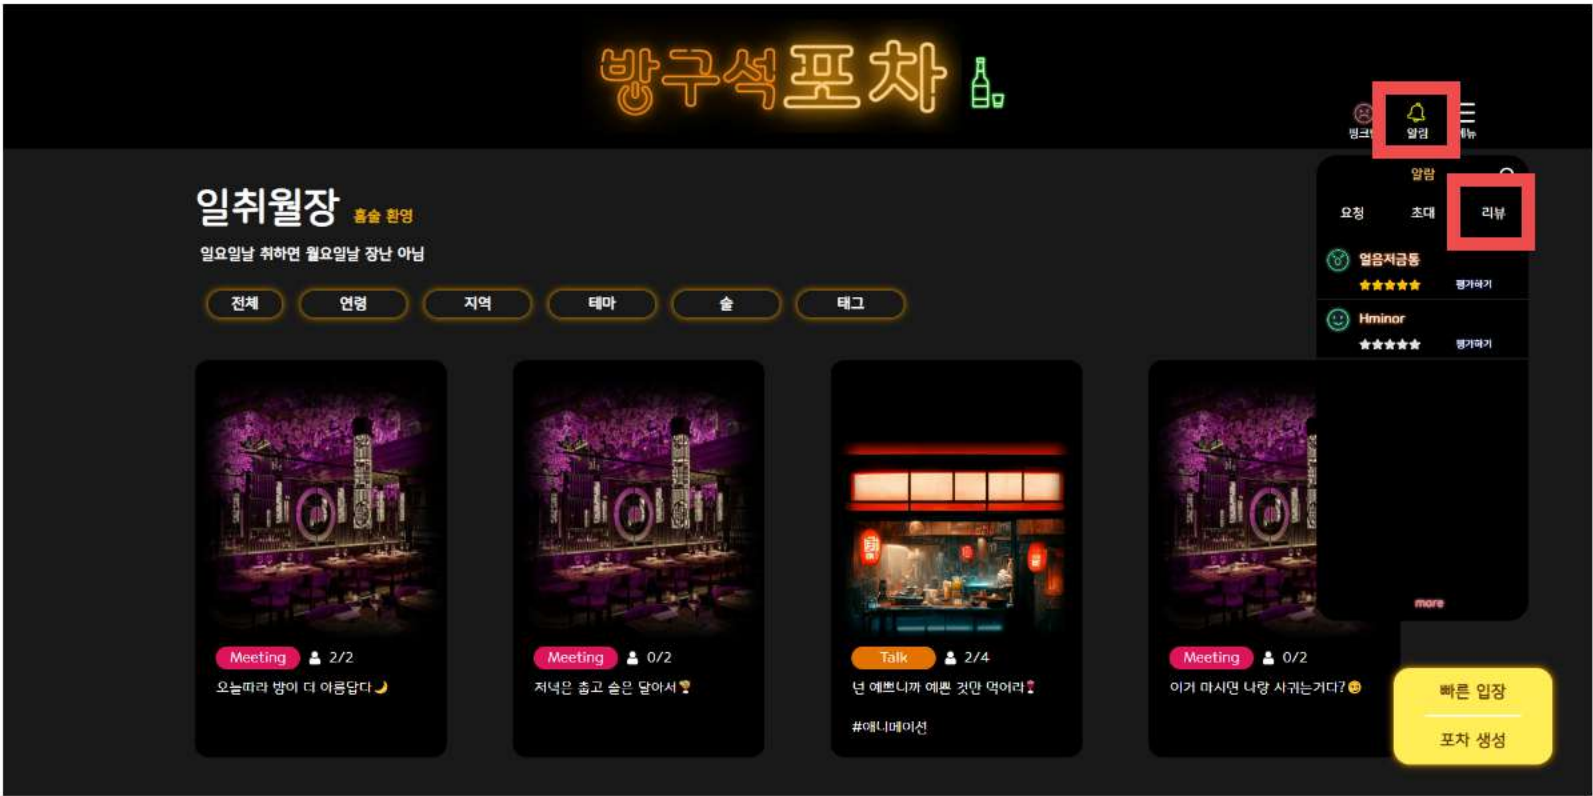 방구석포차
알림
알람
요청 초대 리뷰
일취월장 홈술 환영
일요일날 취하면 월요일날 장난 아님
전체 연령 지역 테마 술 태그
얼음저금통
평가하기
Hminor
평가하기
more
Meeting 2/2
오늘따라 밤이 더 아름답다🌙
Meeting 0/2
저녁은 춥고 술은 달아서🏆
Talk 2/4
넌 예쁘니까 예쁜 것만 먹어라🍷
#애니메이션
Meeting 0/2
이거 마시면 나랑 사귀는거다?😏
빠른 입장
포차 생성